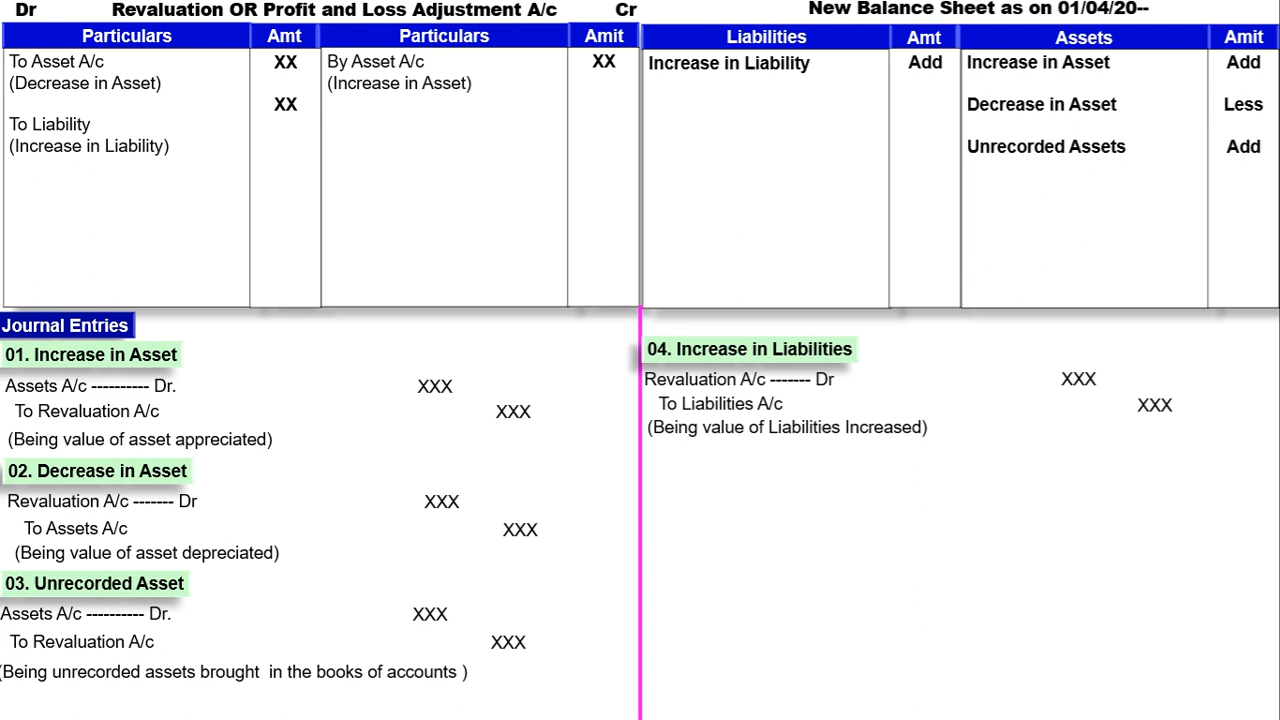 Dr Revaluation OR Profit and Loss Adjustment A/c Cr
Particulars Amt Particulars Amit
To Asset A/c XX By Asset A/c XX
(Decrease in Asset) (Increase in Asset)
XX
To Liability
(Increase in Liability)
New Balance Sheet as on 01/04/20--
Liabilities Amt Assets Amit
Increase in Liability Add Increase in Asset Add
Decrease in Asset Less
Unrecorded Assets Add
Journal Entries
01. Increase in Asset
Assets A/c ---------- Dr. XXX
To Revaluation A/c XXX
(Being value of asset appreciated)
02. Decrease in Asset
Revaluation A/c ------- Dr XXX
To Assets A/c XXX
(Being value of asset depreciated)
03. Unrecorded Asset
Assets A/c ---------- Dr. XXX
To Revaluation A/c XXX
(Being unrecorded assets brought in the books of accounts )
04. Increase in Liabilities
Revaluation A/c ------- Dr XXX
To Liabilities A/c XXX
(Being value of Liabilities Increased)